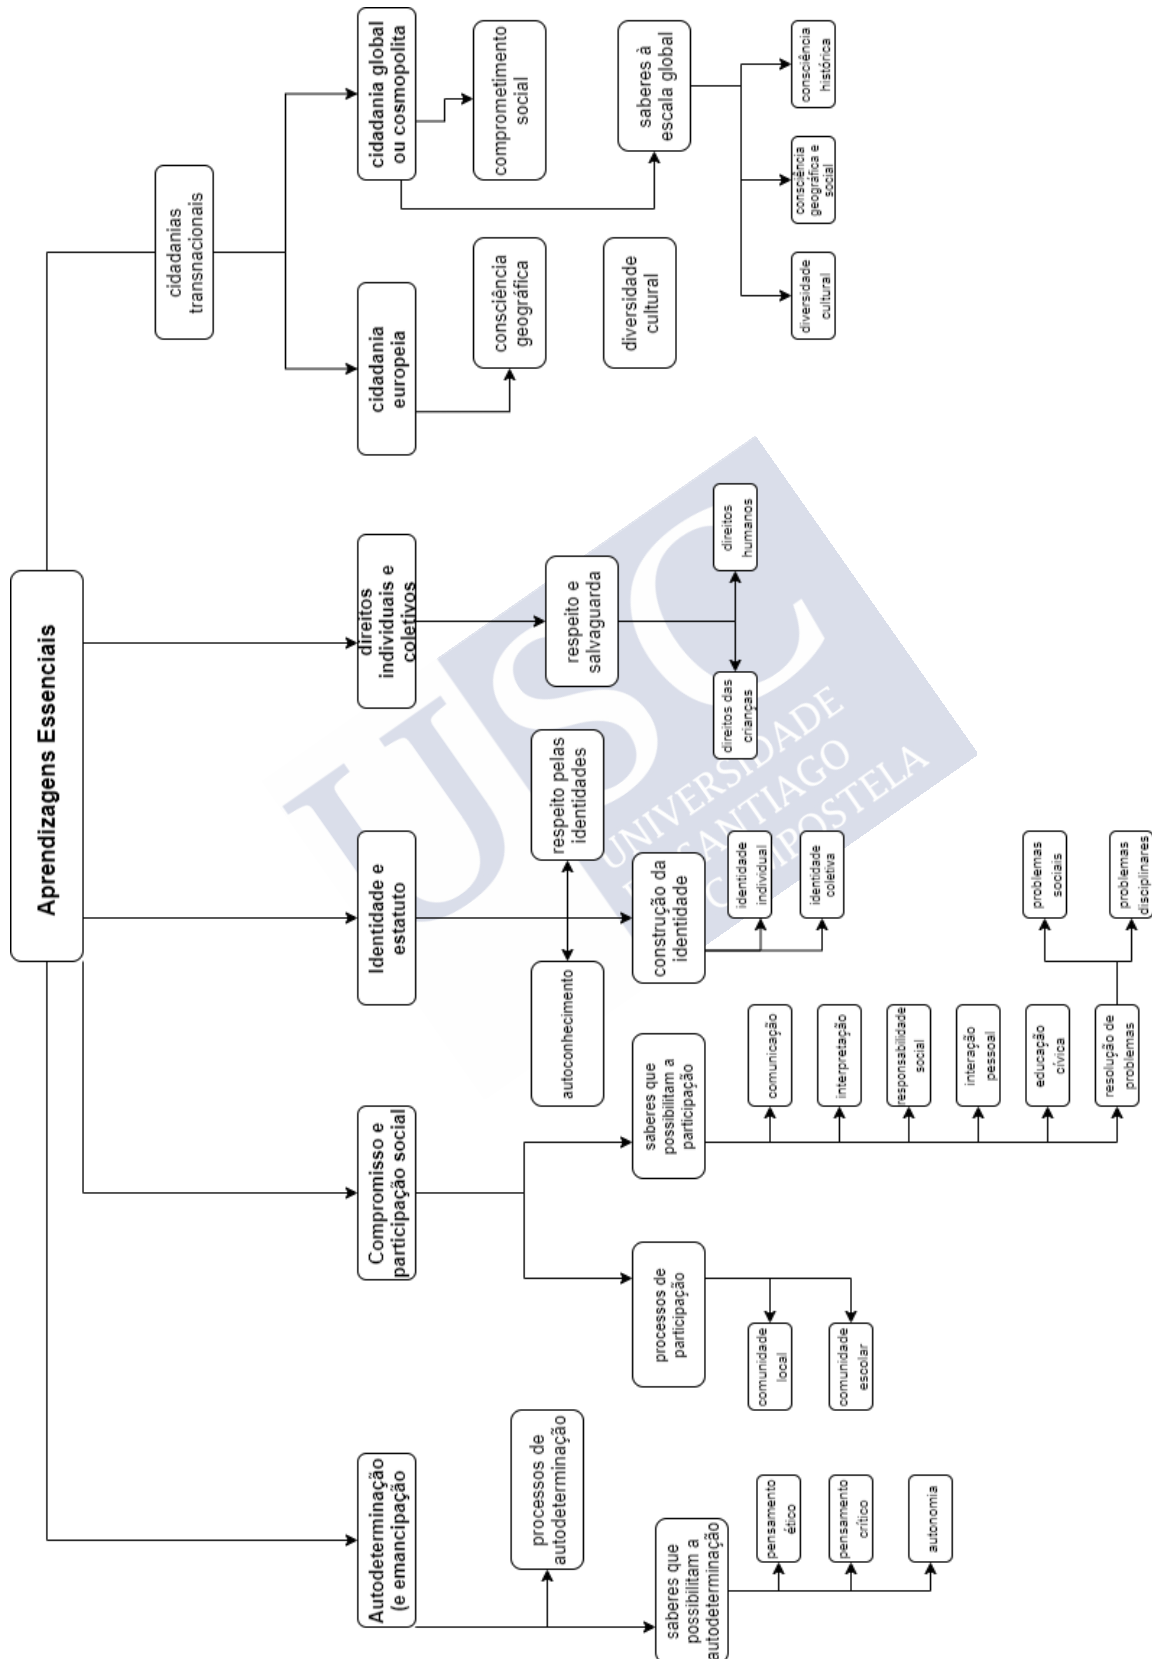 Aprendizagens Essenciais
Autodeterminação
(e emancipação
processos de
autodeterminação
saberes que
possibilitam a
autodeterminação
pensamento
ético
pensamento
crítico
autonomia
Compromisso e
participação social
processos de
participação
comunidade
local
comunidade
escolar
saberes que
possibilitam a
participação
comunicação
interpretação
responsabilidade
social
interação
pessoal
educação
cívica
resolução de
problemas
problemas
sociais
problemas
disciplinares
Identidade e
estatuto
autoconhecimento
respeito pelas
identidades
construção da
identidade
identidade
individual
identidade
coletiva
direitos
individuais e
coletivos
respeito e
salvaguarda
direitos das
crianças
direitos
humanos
cidadanias
transnacionais
cidadania
europeia
consciência
geográfica
diversidade
cultural
cidadania global
ou cosmopolita
comprometimento
social
saberes à
escala global
diversidade
cultural
consciência
geográfica e
social
consciência
histórica
USC
UNIVERSIDADE
DE SANTIAGO
DE COMPOSTELA